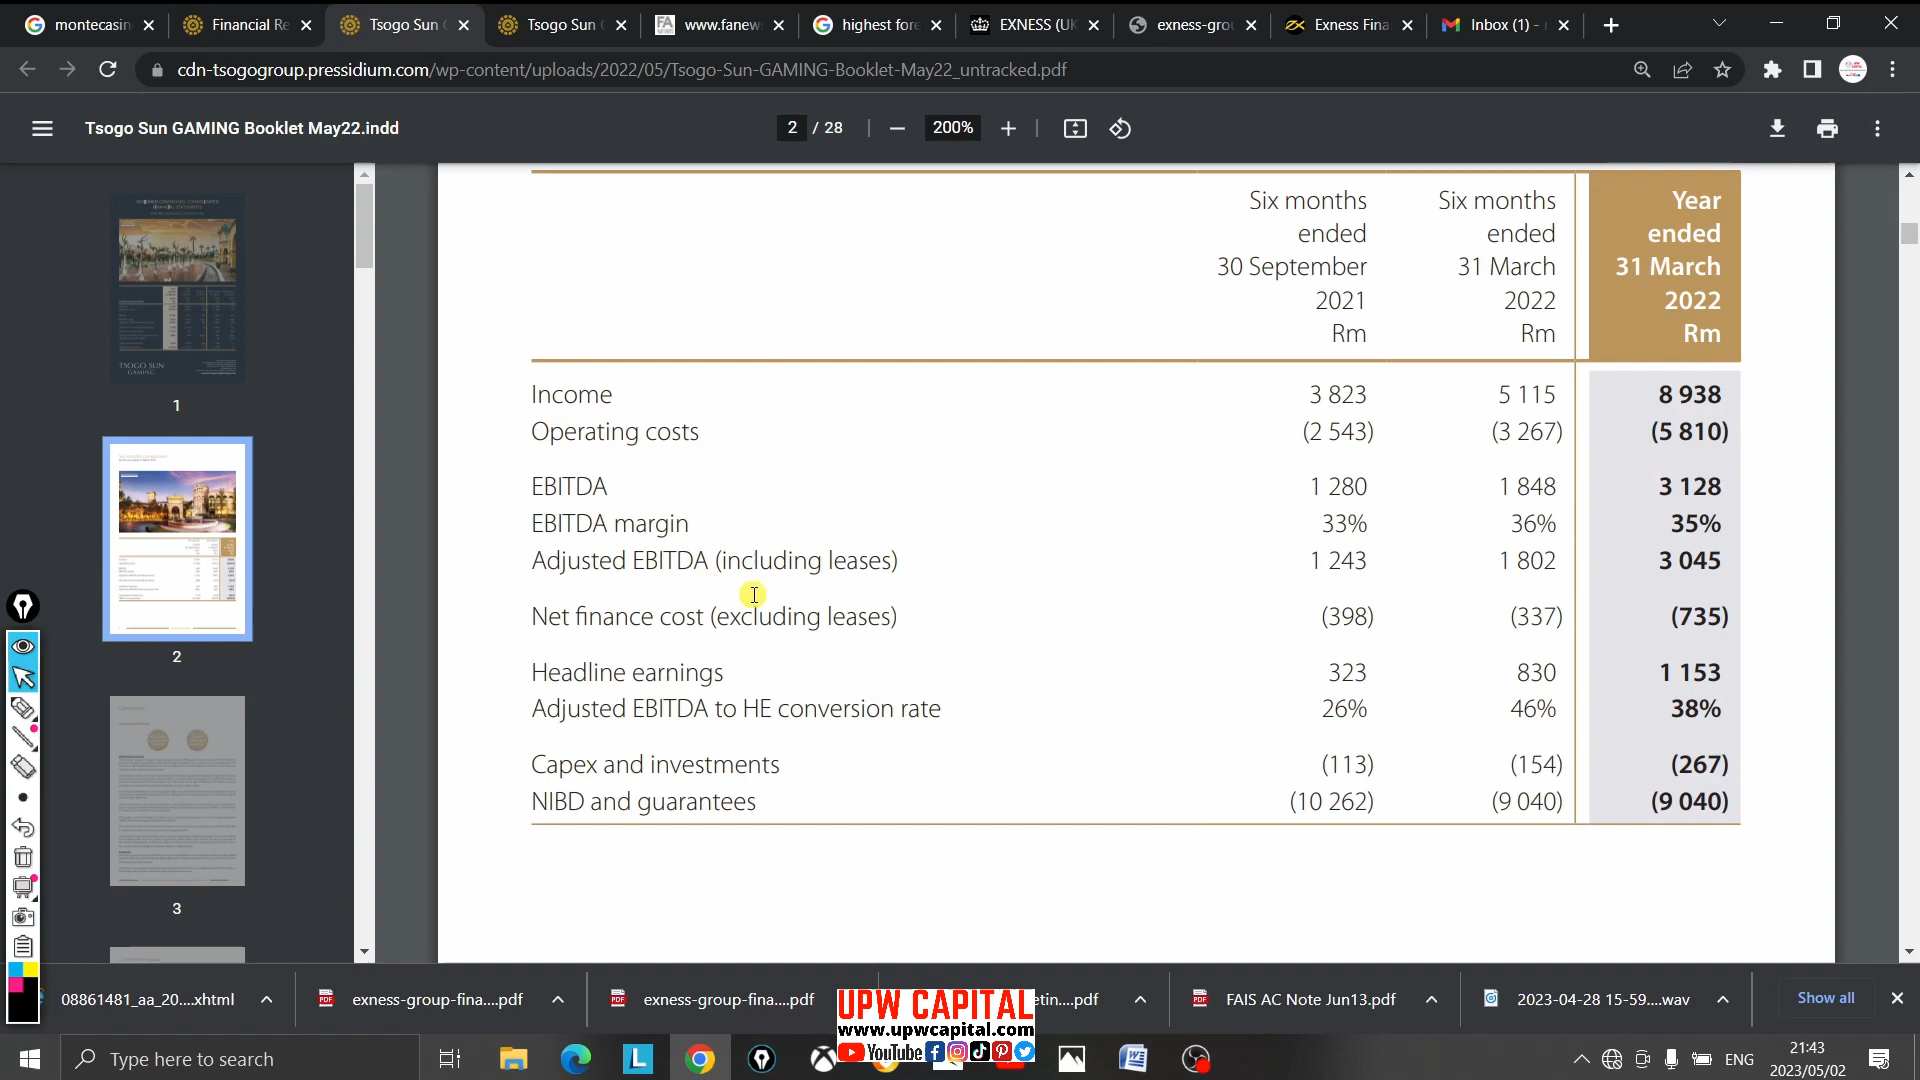 montecasin
Financial Re
Tsogo Sun
Tsogo Sun
www.fanew
highest fore
EXNESS (UK
exness-grou
Exness Fina
Inbox (1) -
cdn-tsogogroup.pressidium.com/wp-content/uploads/2022/05/Tsogo-Sun-GAMING-Booklet-May22_untracked.pdf
Tsogo Sun GAMING Booklet May22.indd
2 / 28
200%
Six months ended 30 September 2021 Rm
Six months ended 31 March 2022 Rm
Year ended 31 March 2022 Rm
Income 3 823 5 115 8 938
Operating costs (2 543) (3 267) (5 810)
EBITDA 1 280 1 848 3 128
EBITDA margin 33% 36% 35%
Adjusted EBITDA (including leases) 1 243 1 802 3 045
Net finance cost (excluding leases) (398) (337) (735)
Headline earnings 323 830 1 153
Adjusted EBITDA to HE conversion rate 26% 46% 38%
Capex and investments (113) (154) (267)
NIBD and guarantees (10 262) (9 040) (9 040)
TSOGO SUN
GAMING
1
2
3
08861481_aa_20....xhtml
exness-group-fina....pdf
exness-group-fina....pdf
etin....pdf
FAIS AC Note Jun13.pdf
2023-04-28 15-59....wav
Show all
UPW CAPITAL
www.upwcapital.com
YouTube
Type here to search
ENG
21:43
2023/05/02